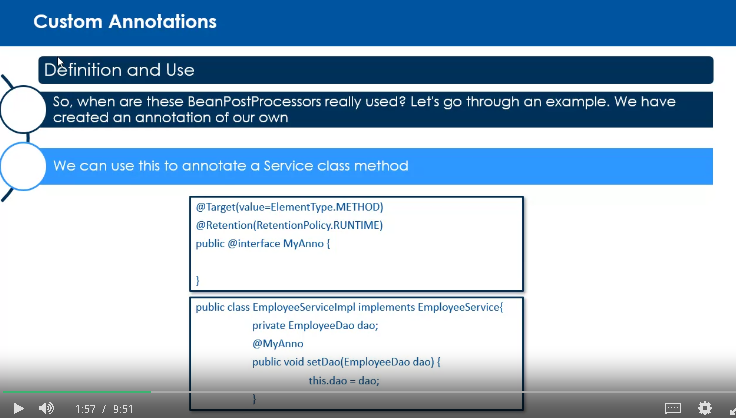 Custom Annotations
Definition and Use
So, when are these BeanPostProcessors really used? Let's go through an example. We have
created an annotation of our own
We can use this to annotate a Service class method
@Target(value=ElementType.METHOD)
@Retention(RetentionPolicy.RUNTIME)
public @interface MyAnno {
}
public class EmployeeServiceImpl implements EmployeeService{
private EmployeeDao dao;
@MyAnno
public void setDao(EmployeeDao dao) {
this.dao = dao;
}
1:57 / 9:51